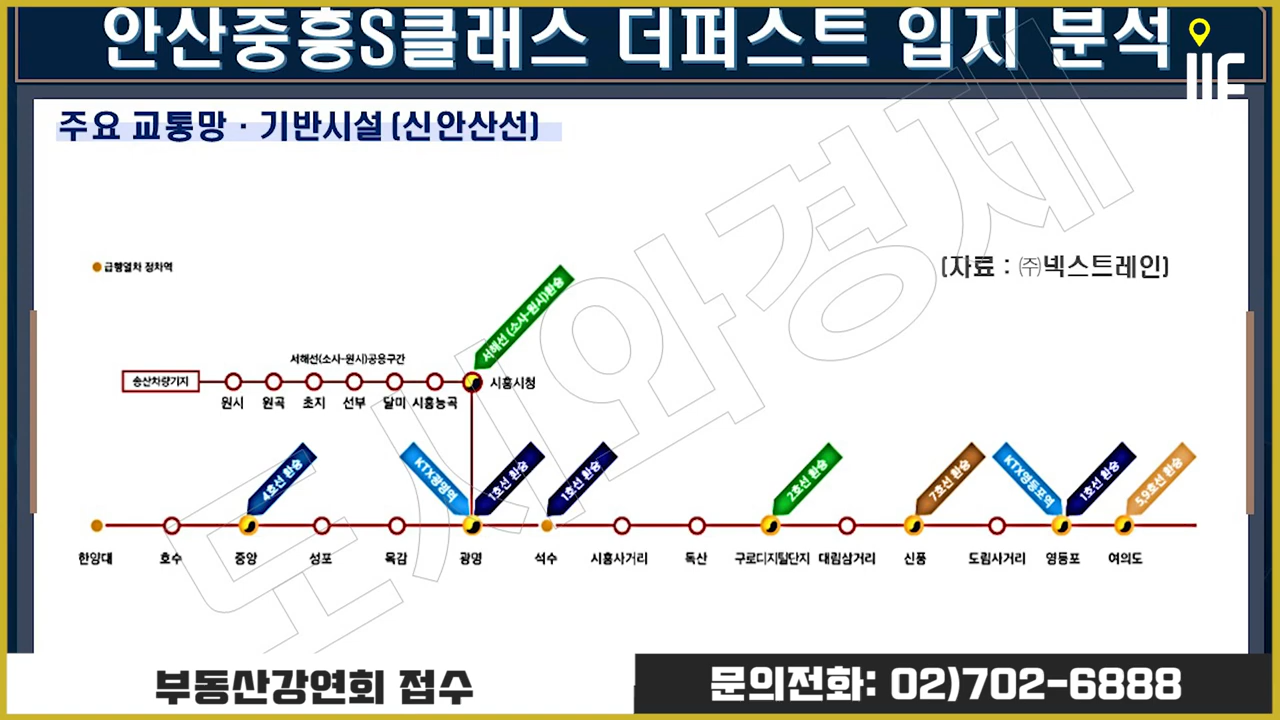 안산중흥S클래스 더퍼스트 입지 분석
주요 교통망 · 기반시설 (신안산선)
급행열차 정차역
(자료 : ㈜넥스트레인)
서해선 (소사-원시)환승
서해선(소사-원시)공용구간
송산차량기지
시흥시청
원시 원곡 초지 선부 달미 시흥능곡
4호선 환승
KTX광명역
1호선 환승
1호선 환승
2호선 환승
7호선 환승
KTX영등포역
1호선 환승
5,9호선 환승
한양대 호수 중앙 성포 목감 광명 석수 시흥사거리 독산 구로디지털단지 대림삼거리 신풍 도림사거리 영등포 여의도
도시와경제
부동산강연회 접수
문의전화: 02)702-6888